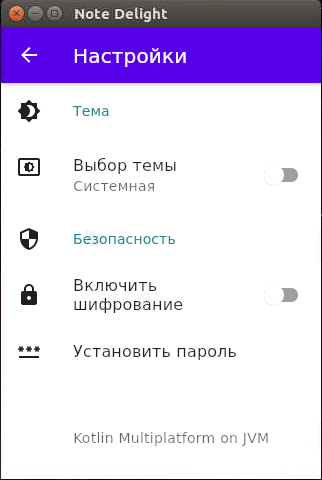 Note Delight
Настройки
Тема
Выбор темы
Системная
Безопасность
Включить
шифрование
Установить пароль
Kotlin Multiplatform on JVM